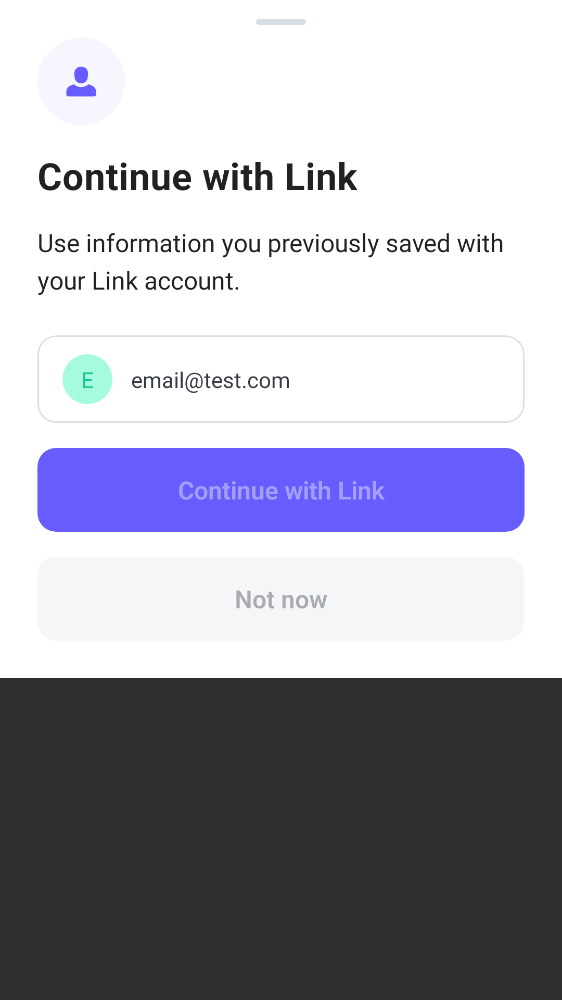 Continue with Link
Use information you previously saved with
your Link account.
E
email@test.com
Continue with Link
Not now